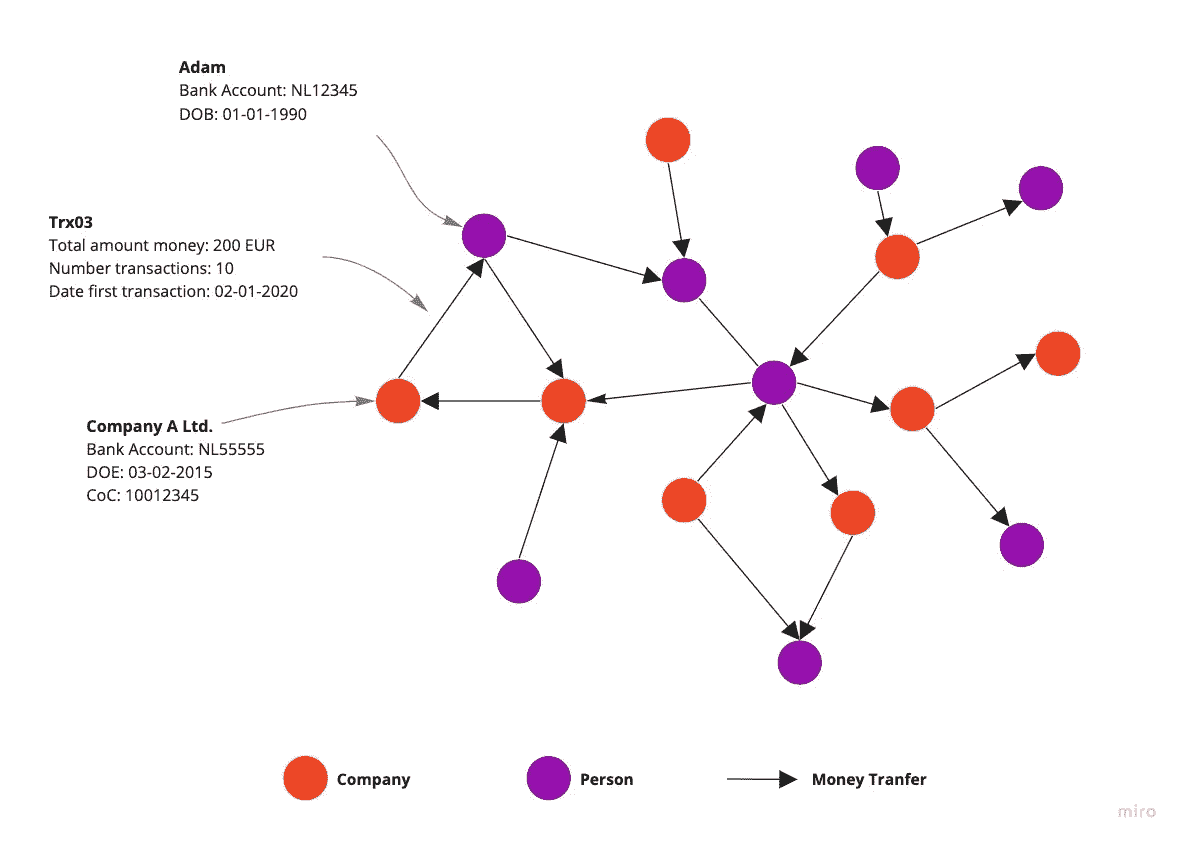 Adam
Bank Account: NL12345
DOB: 01-01-1990
Trx03
Total amount money: 200 EUR
Number transactions: 10
Date first transaction: 02-01-2020
Company A Ltd.
Bank Account: NL55555
DOE: 03-02-2015
CoC: 10012345
Company
Person
Money Tranfer
miro